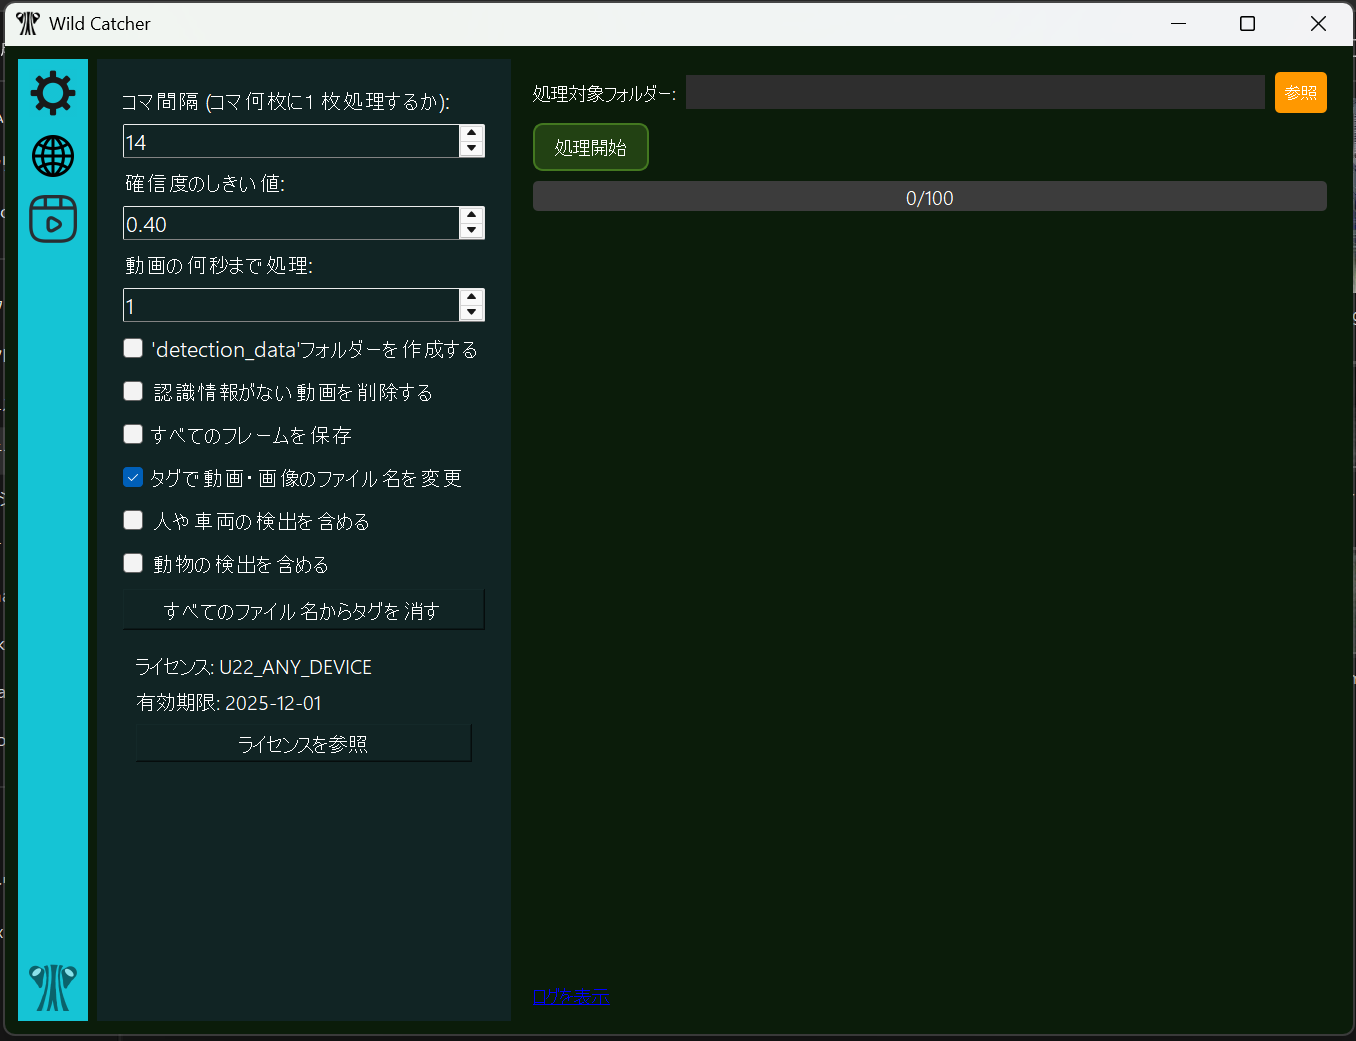 Wild Catcher
コマ間隔 (コマ何枚に1 枚処理するか):
14
確信度のしきい値:
0.40
動画の何秒まで処理:
1
'detection_data'フォルダーを作成する
認識情報がない動画を削除する
すべてのフレームを保存
タグで動画・画像のファイル名を変更
人や車両の検出を含める
動物の検出を含める
すべてのファイル名からタグを消す
ライセンス: U22_ANY_DEVICE
有効期限: 2025-12-01
ライセンスを参照
処理対象フォルダー:
参照
処理開始
0/100
ログを表示